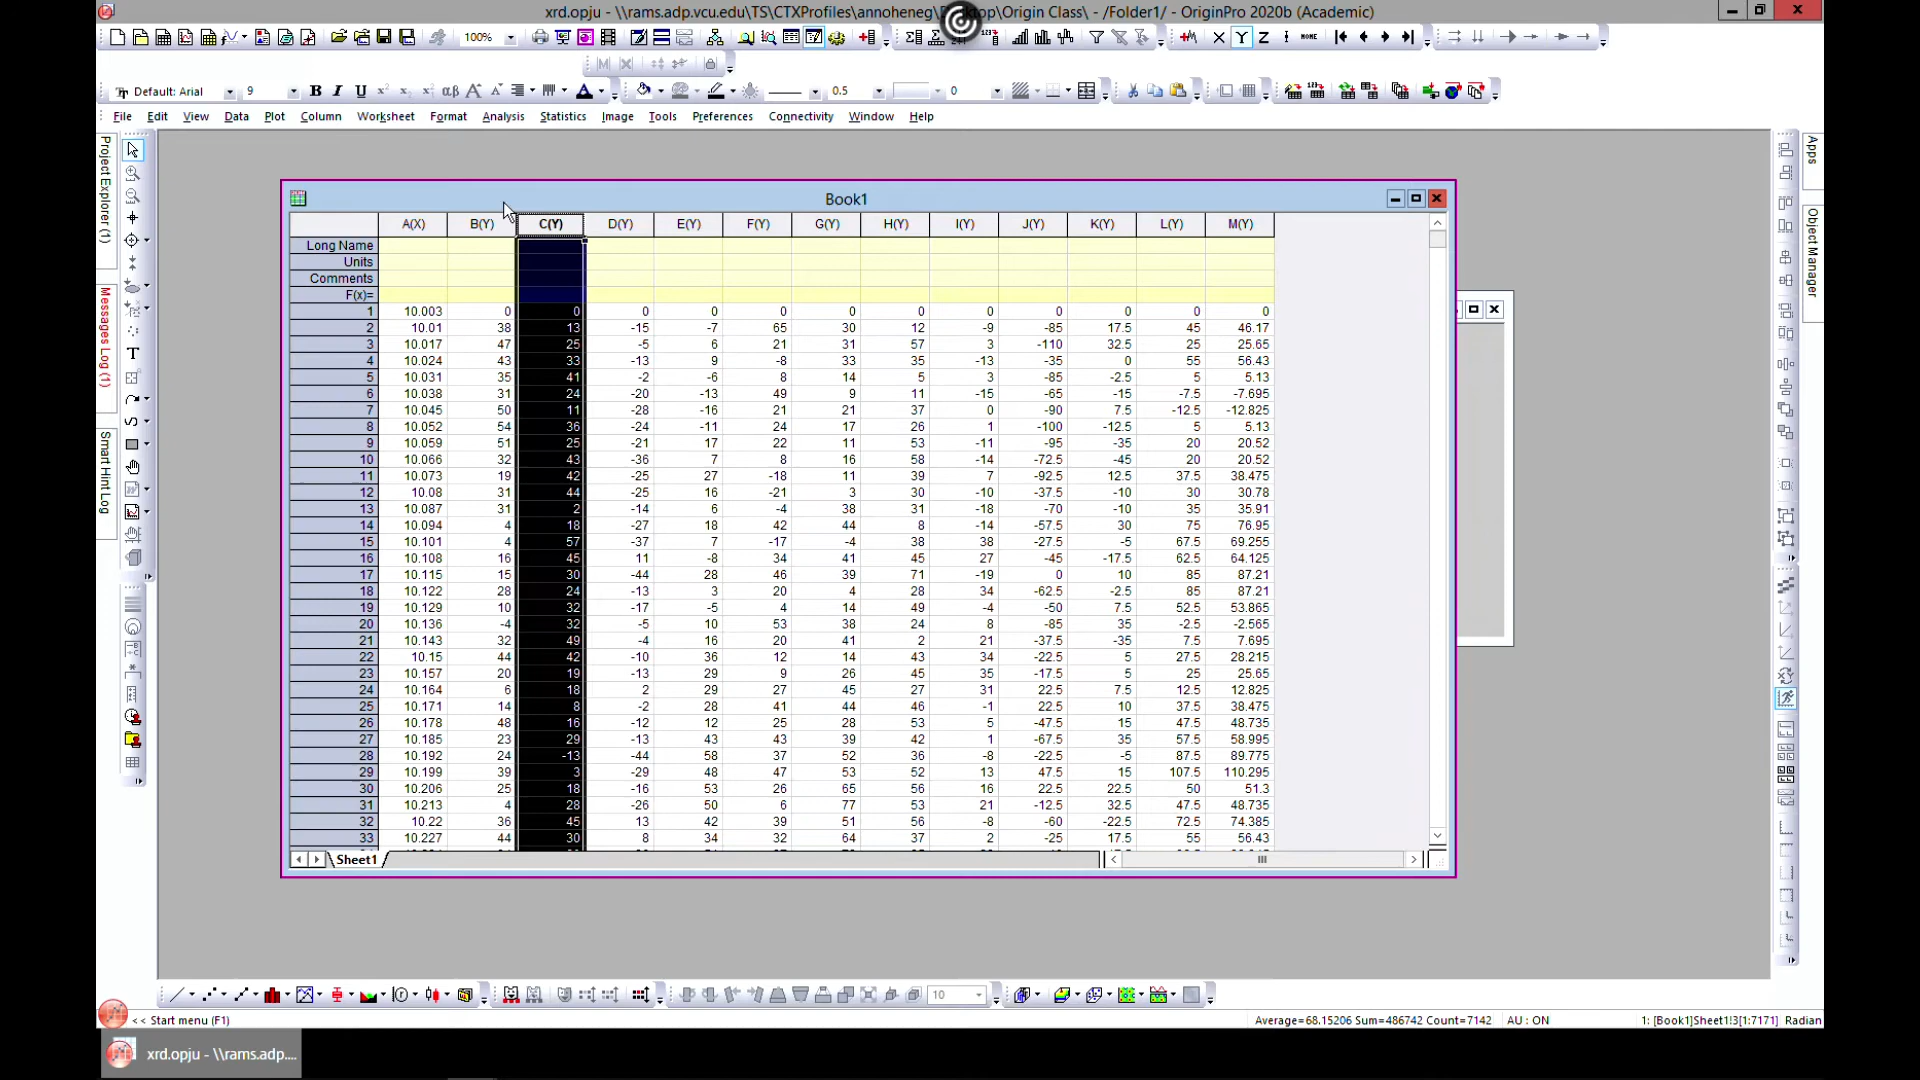 xrd.opju - \\rams.adp.vcu.edu\TS\CTXProfiles\annoheneg\ ktop\Origin Class\ - /Folder1/ - OriginPro 2020b (Academic)
100%
Default: Arial 9 B I U αβ A A A 0.5 0
File Edit View Data Plot Column Worksheet Format Analysis Statistics Image Tools Preferences Connectivity Window Help
Project Explorer (1)
Messages Log (1)
Smart Hint Log
Apps
Object Manager
Book1
A(X) B(Y) C(Y) D(Y) E(Y) F(Y) G(Y) H(Y) I(Y) J(Y) K(Y) L(Y) M(Y)
Long Name
Units
Comments
F(x)=
1 10.003 0 0 0 0 0 0 0 0 0 0 0 0
2 10.01 38 13 -15 -7 65 30 12 -9 -85 17.5 45 46.17
3 10.017 47 25 -5 6 21 31 57 3 -110 32.5 25 25.65
4 10.024 43 33 -13 9 -8 33 35 -13 -35 0 55 56.43
5 10.031 35 41 -2 -6 8 14 5 3 -85 -2.5 5 5.13
6 10.038 31 24 -20 -13 49 9 11 -15 -65 -15 -7.5 -7.695
7 10.045 50 11 -28 -16 21 21 37 0 -90 7.5 -12.5 -12.825
8 10.052 54 36 -24 -11 24 17 26 1 -100 -12.5 5 5.13
9 10.059 51 25 -21 17 22 11 53 -11 -95 -35 20 20.52
10 10.066 32 43 -36 7 8 16 58 -14 -72.5 -45 20 20.52
11 10.073 19 42 -25 27 -18 11 39 7 -92.5 12.5 37.5 38.475
12 10.08 31 44 -25 16 -21 3 30 -10 -37.5 -10 30 30.78
13 10.087 31 2 -14 6 -4 38 31 -18 -70 -10 35 35.91
14 10.094 4 18 -27 18 42 44 8 -14 -57.5 30 75 76.95
15 10.101 4 57 -37 7 -17 -4 38 38 -27.5 -5 67.5 69.255
16 10.108 16 45 11 -8 34 41 45 27 -45 -17.5 62.5 64.125
17 10.115 15 30 -44 28 46 39 71 -19 0 10 85 87.21
18 10.122 28 24 -13 3 20 4 28 34 -62.5 -2.5 85 87.21
19 10.129 10 32 -17 -5 4 14 49 -4 -50 7.5 52.5 53.865
20 10.136 -4 32 -5 10 53 38 24 8 -85 35 -2.5 -2.565
21 10.143 32 49 -4 16 20 41 2 21 -37.5 -35 7.5 7.695
22 10.15 44 42 -10 36 12 14 43 34 -22.5 5 27.5 28.215
23 10.157 20 19 -13 29 9 26 45 35 -17.5 5 25 25.65
24 10.164 6 18 2 29 27 45 27 31 22.5 7.5 12.5 12.825
25 10.171 14 8 -2 28 41 44 46 -1 22.5 10 37.5 38.475
26 10.178 48 16 -12 12 25 28 53 5 -47.5 15 47.5 48.735
27 10.185 23 29 -13 43 43 39 42 1 -67.5 35 57.5 58.995
28 10.192 24 -13 -44 58 37 52 36 -8 -22.5 -5 87.5 89.775
29 10.199 39 3 -29 48 47 53 52 13 47.5 15 107.5 110.295
30 10.206 25 18 -16 53 26 65 56 16 22.5 22.5 50 51.3
31 10.213 4 28 -26 50 6 77 53 21 -12.5 32.5 47.5 48.735
32 10.22 36 45 13 42 39 51 56 -8 -60 -22.5 72.5 74.385
33 10.227 44 30 8 34 32 64 37 2 -25 17.5 55 56.43
Sheet1
10
<< Start menu (F1)
Average=68.15206 Sum=486742 Count=7142 AU : ON 1: [Book1]Sheet1!3[1:7171] Radian
xrd.opju - \\rams.adp....